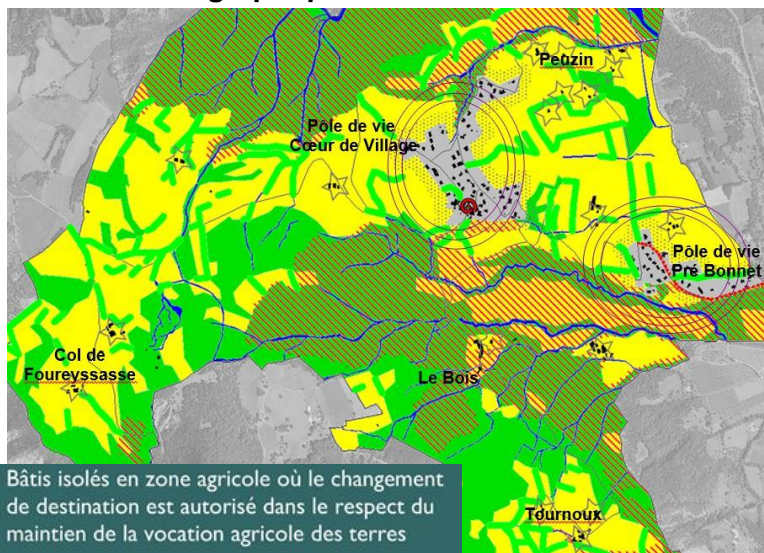 Peuzin
Pôle de vie
Cœur de Village
Pôle de vie
Pré Bonnet
Col de
Foureyssasse
Le Bois
Tournoux
Bâtis isolés en zone agricole où le changement
de destination est autorisé dans le respect du
maintien de la vocation agricole des terres